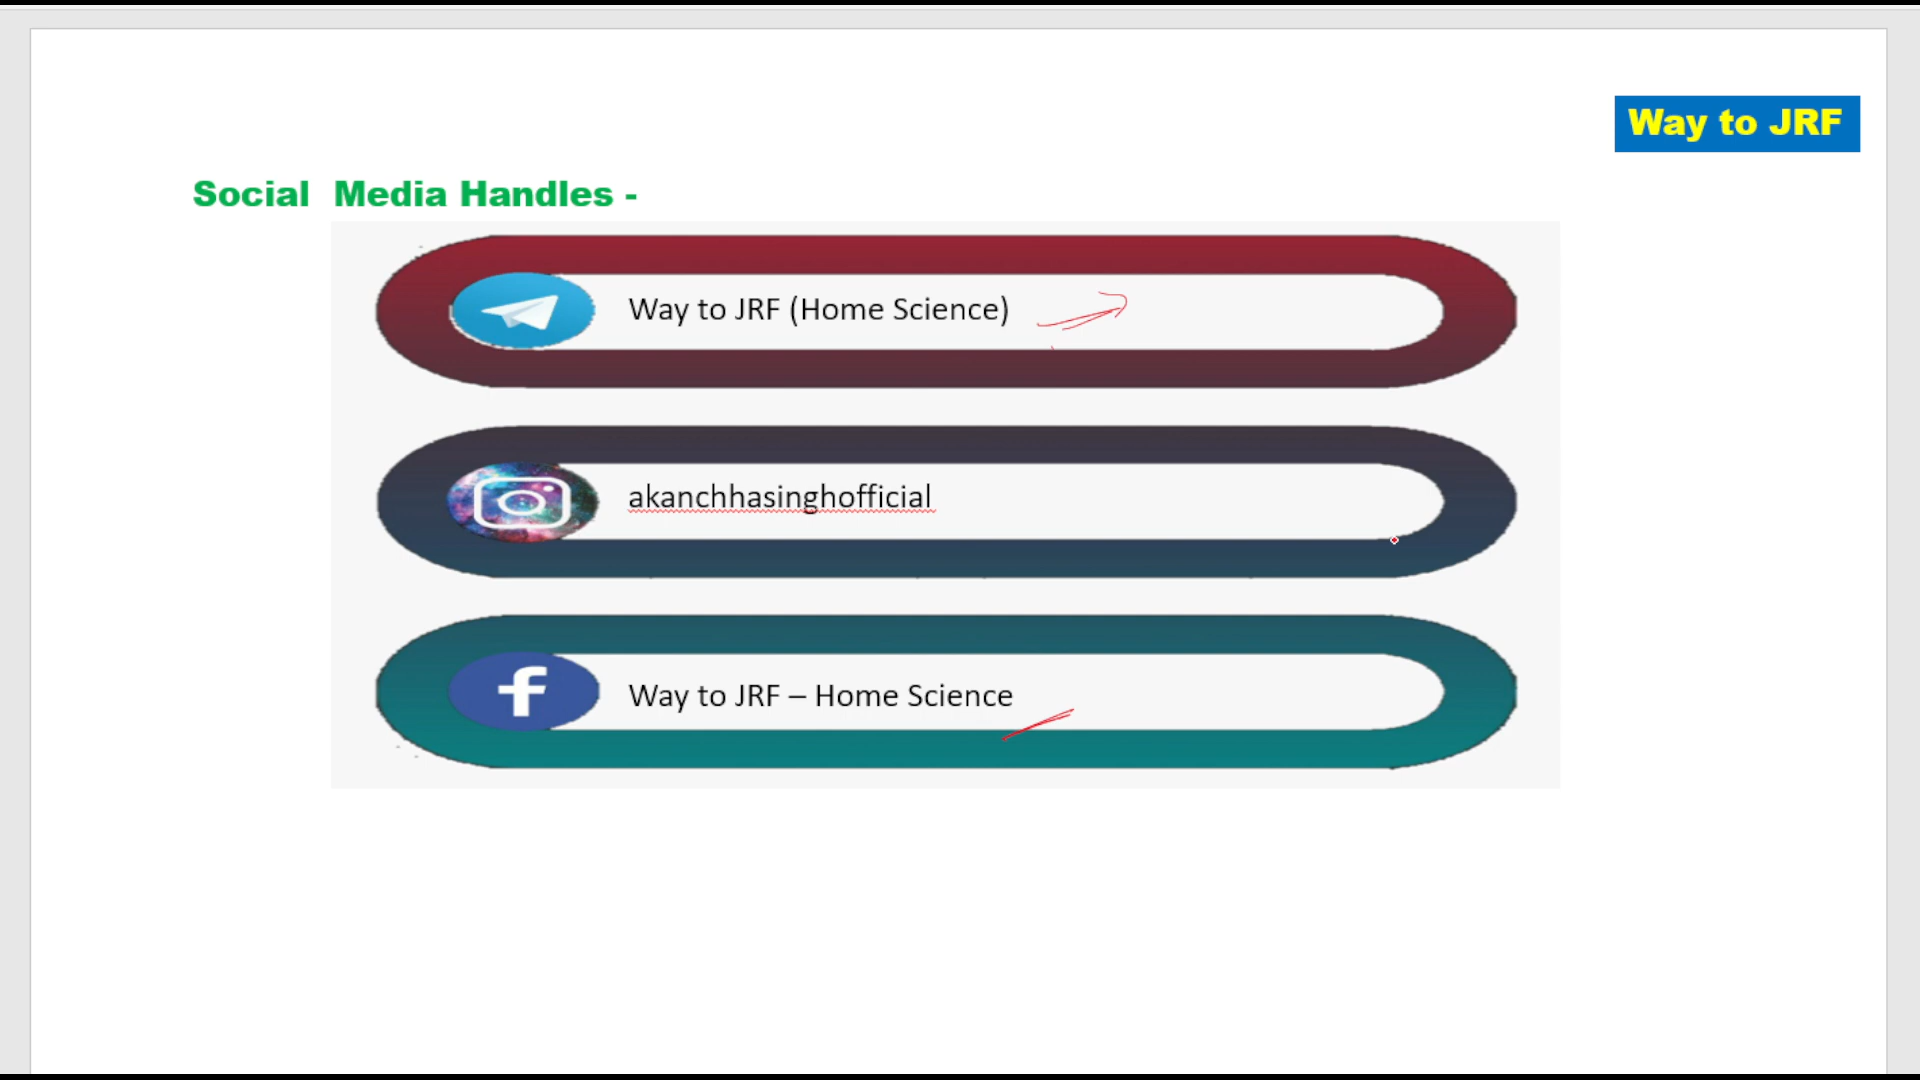 Way to JRF
Social Media Handles -
Way to JRF (Home Science)
akanchhasinghofficial
f
Way to JRF – Home Science